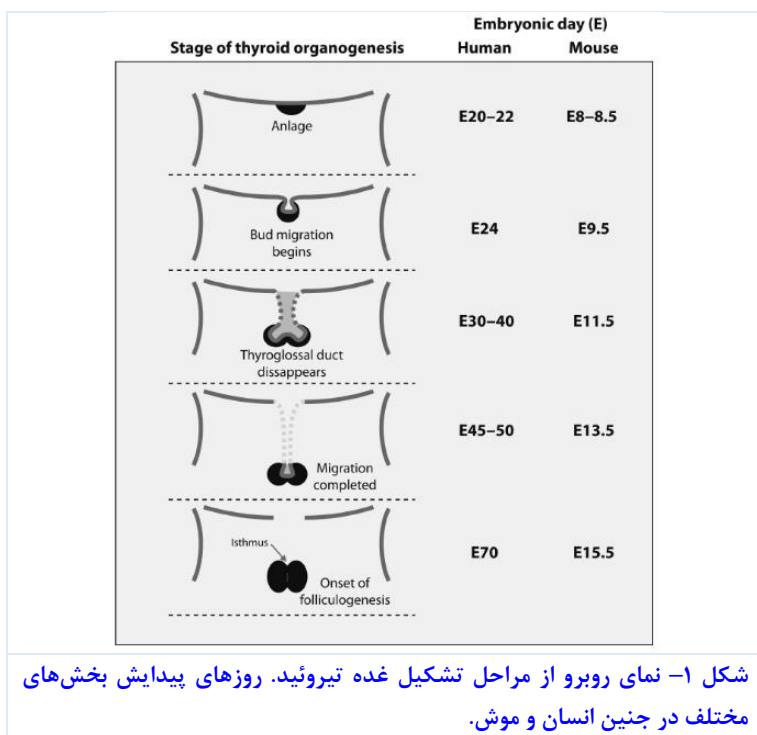 Embryonic day (E)
Stage of thyroid organogenesis Human Mouse
Anlage
E20–22 E8–8.5
Bud migration
begins
E24 E9.5
Thyroglossal duct
dissappears
E30–40 E11.5
Migration
completed
E45–50 E13.5
Isthmus
Onset of
folliculogenesis
E70 E15.5
شکل ۱– نمای روبرو از مراحل تشکیل غده تیروئید. روزهای پیدایش بخش‌های
مختلف در جنین انسان و موش.